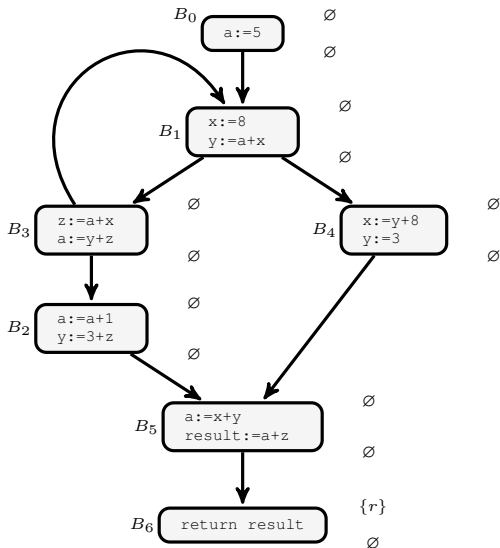 B0
a:=5
∅
∅
B1
x:=8
y:=a+x
∅
∅
B3
z:=a+x
a:=y+z
∅
∅
B4
x:=y+8
y:=3
∅
∅
B2
a:=a+1
y:=3+z
∅
∅
B5
a:=x+y
result:=a+z
∅
∅
B6
return result
{r}
∅